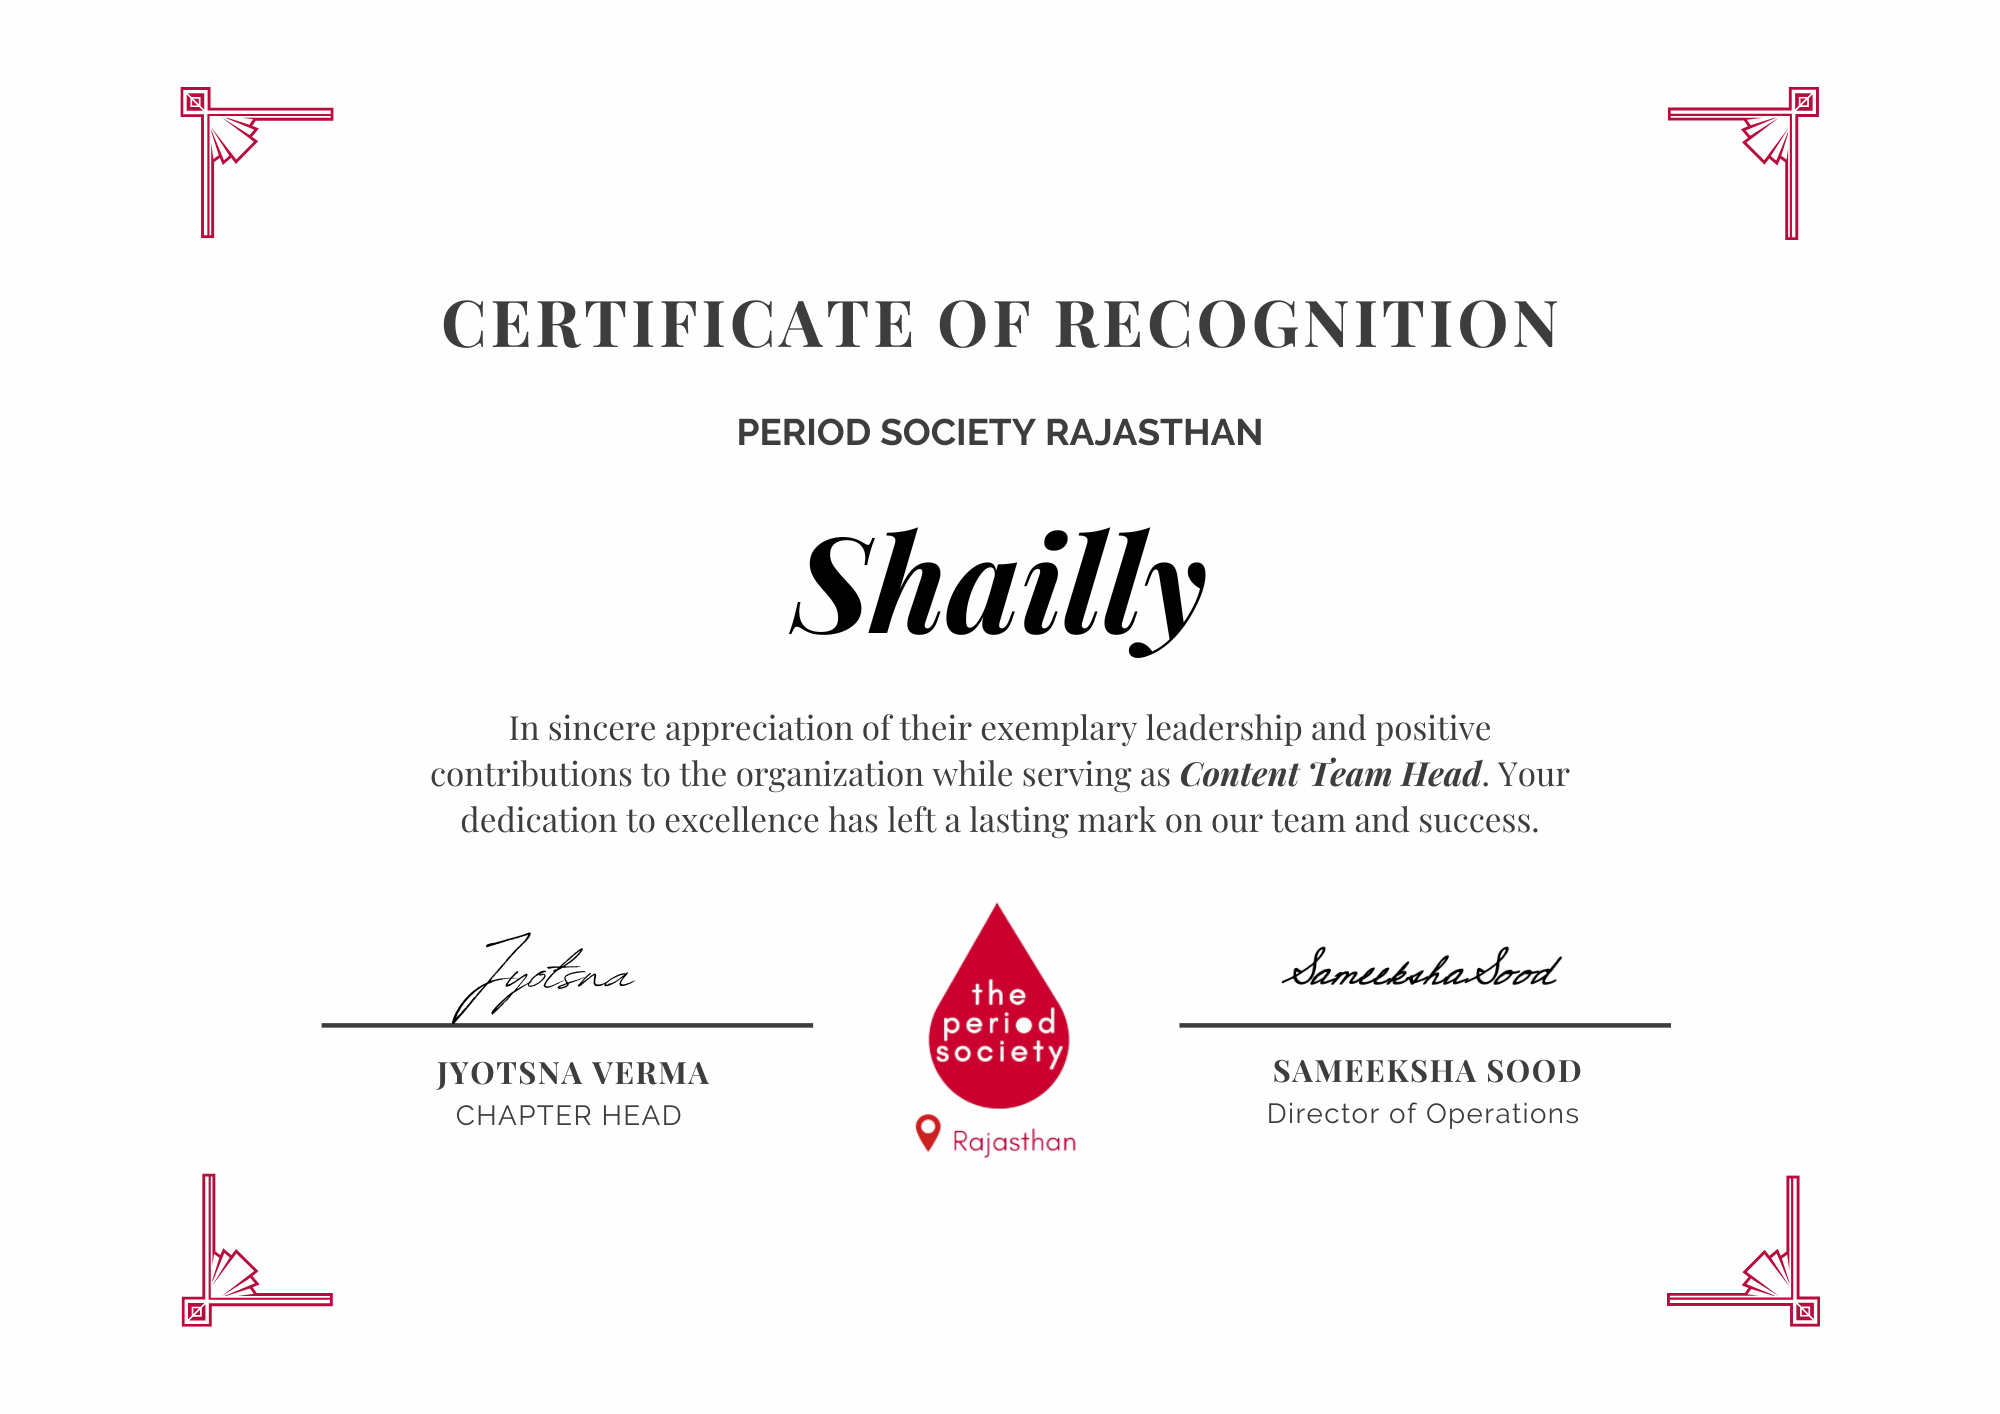 CERTIFICATE OF RECOGNITION
PERIOD SOCIETY RAJASTHAN
Shailly
In sincere appreciation of their exemplary leadership and positive
contributions to the organization while serving as Content Team Head. Your
dedication to excellence has left a lasting mark on our team and success.
Jyotsna
JYOTSNA VERMA
CHAPTER HEAD
the
period
society
Rajasthan
Sameeksha Sood
SAMEEKSHA SOOD
Director of Operations